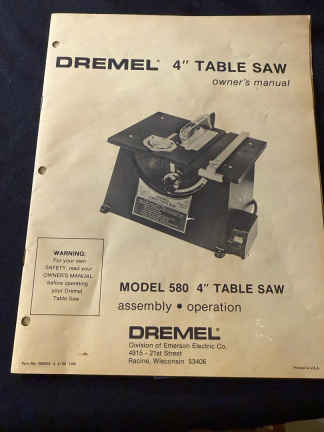 DREMEL® 4" TABLE SAW
owner's manual
WARNING:
For your own
SAFETY, read your
OWNER'S MANUAL
before operating
your Dremel
Table Saw
MODEL 580 4" TABLE SAW
assembly • operation
DREMEL®
Division of Emerson Electric Co.
4915 - 21st Street
Racine, Wisconsin 53406
Printed in U.S.A.